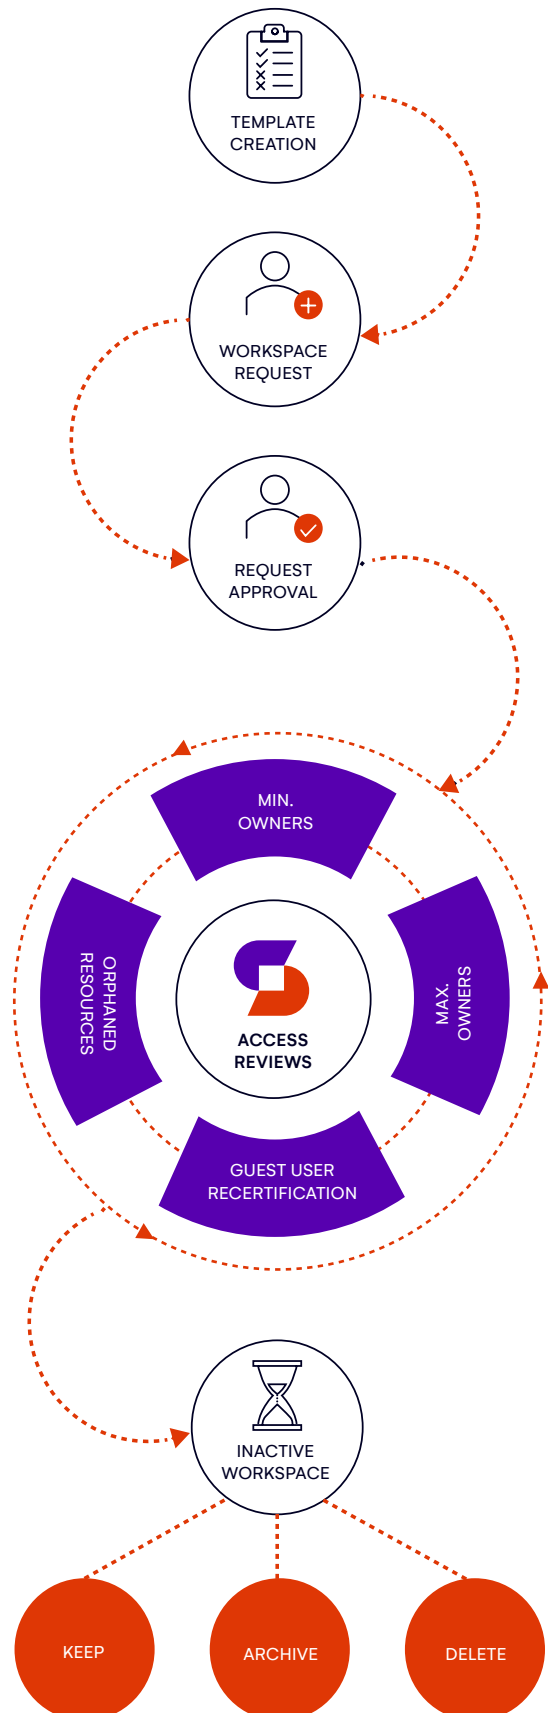 TEMPLATE
CREATION
WORKSPACE
REQUEST
REQUEST
APPROVAL
MIN.
OWNERS
ORPHANED
RESOURCES
MAX.
OWNERS
ACCESS
REVIEWS
GUEST USER
RECERTIFICATION
INACTIVE
WORKSPACE
KEEP
ARCHIVE
DELETE